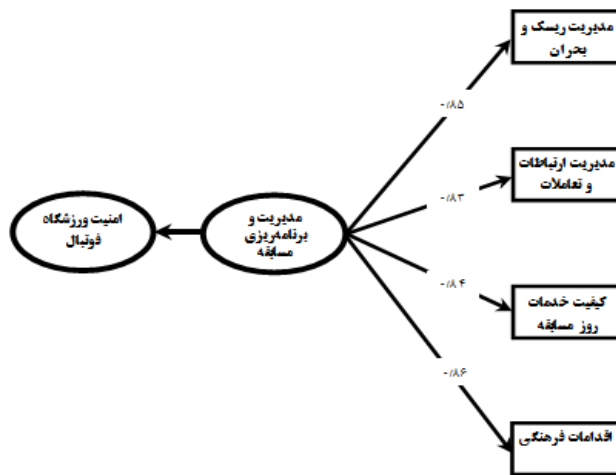 مدیریت ریسک و
بحران
۰/۸۵
مدیریت ارتباطات
و تعاملات
۰/۸۳
امنیت ورزشگاه
فوتبال
مدیریت و
برنامه‌ریزی
مسابقه
۰/۸۴
کیفیت خدمات
روز مسابقه
۰/۸۶
اقدامات فرهنگی